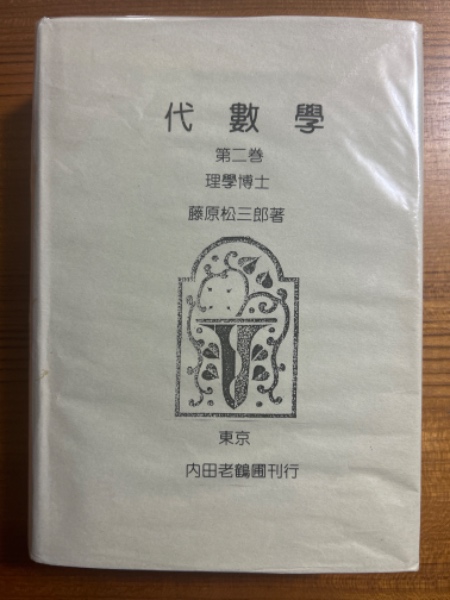 代數學
第二巻
理學博士
藤原松三郎著
東京
内田老鶴圃刊行